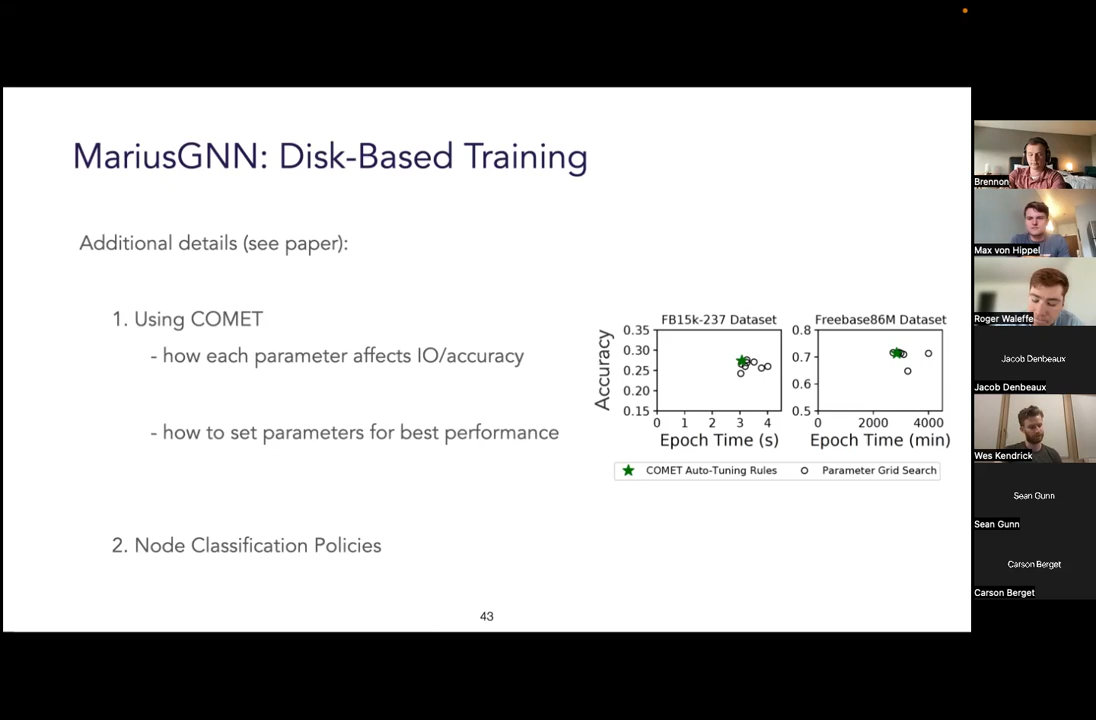 MariusGNN: Disk-Based Training
Additional details (see paper):
1. Using COMET
- how each parameter affects IO/accuracy
- how to set parameters for best performance
2. Node Classification Policies
FB15k-237 Dataset
Accuracy
0.35
0.30
0.25
0.20
0.15
0 1 2 3 4
Epoch Time (s)
Freebase86M Dataset
0.8
0.7
0.6
0.5
0 2000 4000
Epoch Time (min)
COMET Auto-Tuning Rules
Parameter Grid Search
43
Brennon
Max von Hippel
Roger Waleffe
Jacob Denbeaux
Jacob Denbeaux
Wes Kendrick
Sean Gunn
Sean Gunn
Carson Berget
Carson Berget